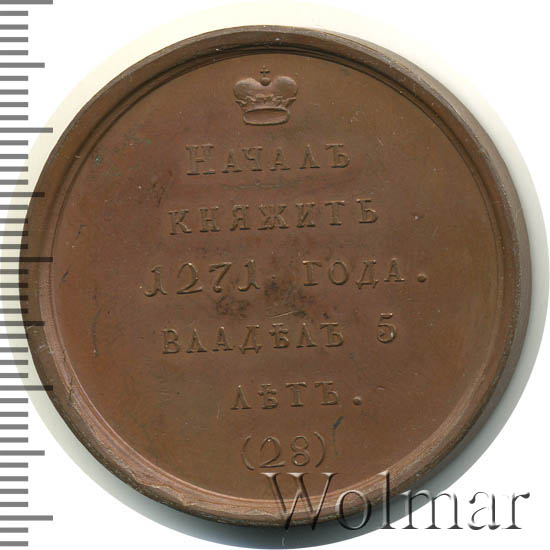 НАЧАЛЪ
КНЯЖИТЬ
1271 ГОДА.
ВЛАДѢЛЪ 5
ЛѢТЪ.
(28)
Wolmar